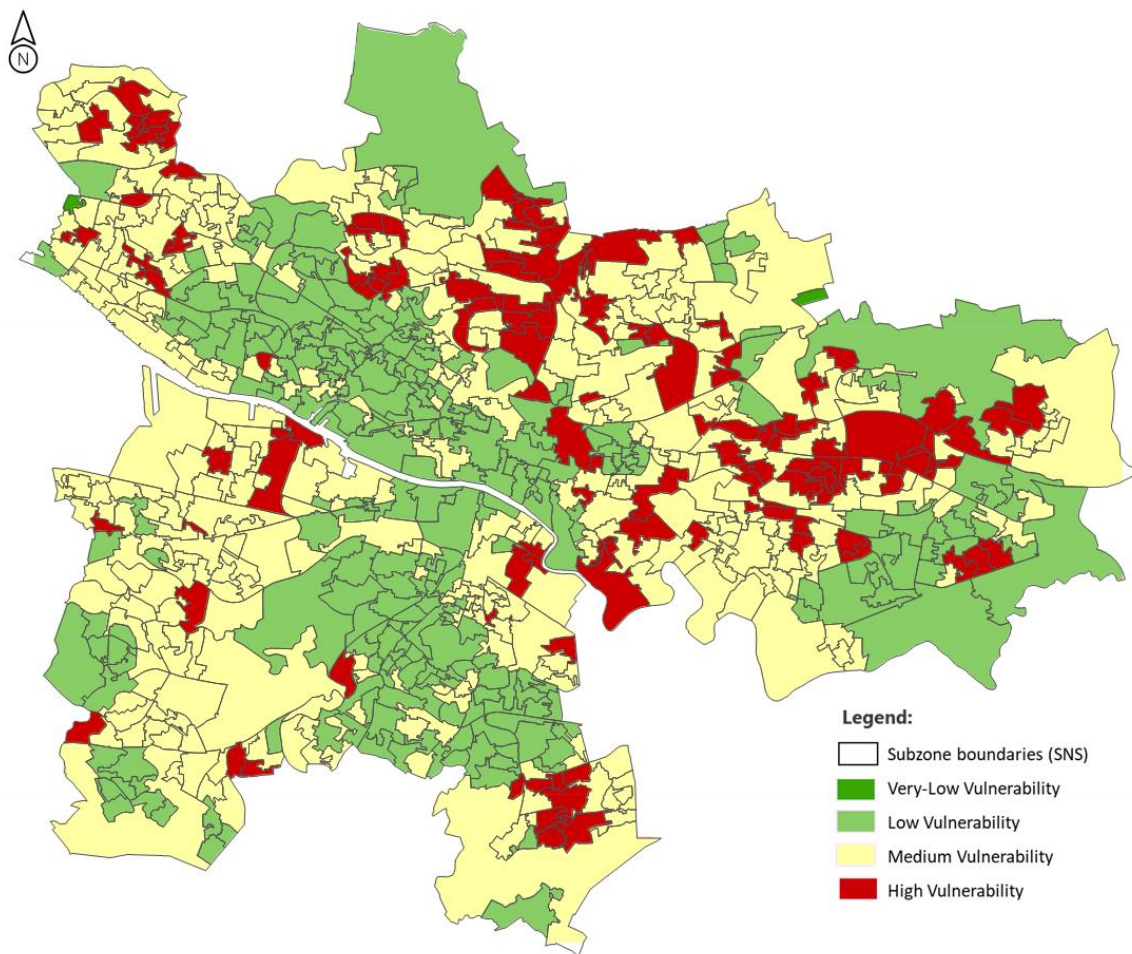 N
Legend:
Subzone boundaries (SNS)
Very-Low Vulnerability
Low Vulnerability
Medium Vulnerability
High Vulnerability